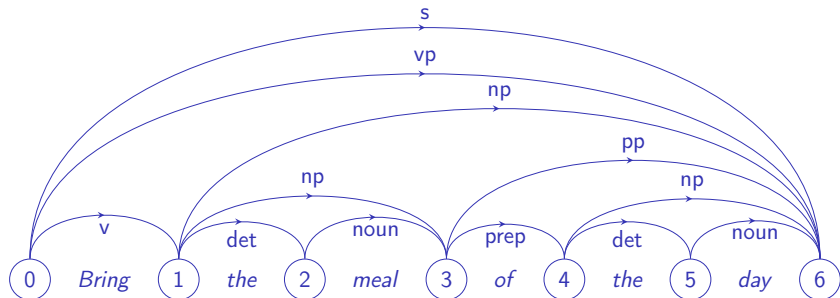 s
vp
np
pp
np
np
v
det
noun
prep
det
noun
0 Bring 1 the 2 meal 3 of 4 the 5 day 6